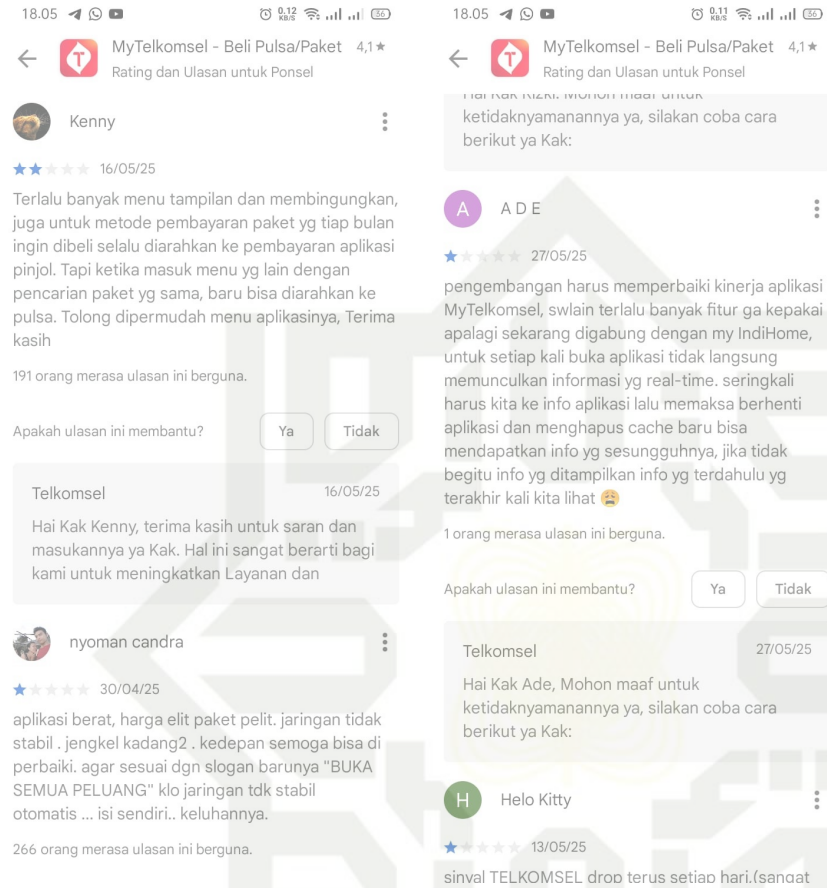 18.05
0.12 KB/S
36
MyTelkomsel - Beli Pulsa/Paket 4,1★
Rating dan Ulasan untuk Ponsel
Kenny
16/05/25
Terlalu banyak menu tampilan dan membingungkan,
juga untuk metode pembayaran paket yg tiap bulan
ingin dibeli selalu diarahkan ke pembayaran aplikasi
pinjol. Tapi ketika masuk menu yg lain dengan
pencarian paket yg sama, baru bisa diarahkan ke
pulsa. Tolong dipermudah menu aplikasinya, Terima
kasih
191 orang merasa ulasan ini berguna.
Apakah ulasan ini membantu? Ya Tidak
Telkomsel 16/05/25
Hai Kak Kenny, terima kasih untuk saran dan
masukannya ya Kak. Hal ini sangat berarti bagi
kami untuk meningkatkan Layanan dan
nyoman candra
30/04/25
aplikasi berat, harga elit paket pelit. jaringan tidak
stabil . jengkel kadang2 . kedepan semoga bisa di
perbaiki. agar sesuai dgn slogan barunya "BUKA
SEMUA PELUANG" klo jaringan tdk stabil
otomatis ... isi sendiri.. keluhannya.
266 orang merasa ulasan ini berguna.
18.05
0.11 KB/S
36
MyTelkomsel - Beli Pulsa/Paket 4,1★
Rating dan Ulasan untuk Ponsel
Hai Kak Rizki. Mohon maaf untuk
ketidaknyamanannya ya, silakan coba cara
berikut ya Kak:
A
A D E
27/05/25
pengembangan harus memperbaiki kinerja aplikasi
MyTelkomsel, swlain terlalu banyak fitur ga kepakai
apalagi sekarang digabung dengan my IndiHome,
untuk setiap kali buka aplikasi tidak langsung
memunculkan informasi yg real-time. seringkali
harus kita ke info aplikasi lalu memaksa berhenti
aplikasi dan menghapus cache baru bisa
mendapatkan info yg sesungguhnya, jika tidak
begitu info yg ditampilkan info yg terdahulu yg
terakhir kali kita lihat 😩
1 orang merasa ulasan ini berguna.
Apakah ulasan ini membantu? Ya Tidak
Telkomsel 27/05/25
Hai Kak Ade, Mohon maaf untuk
ketidaknyamanannya ya, silakan coba cara
berikut ya Kak:
H
Helo Kitty
13/05/25
sinyal TELKOMSEL drop terus setiap hari.(sangat